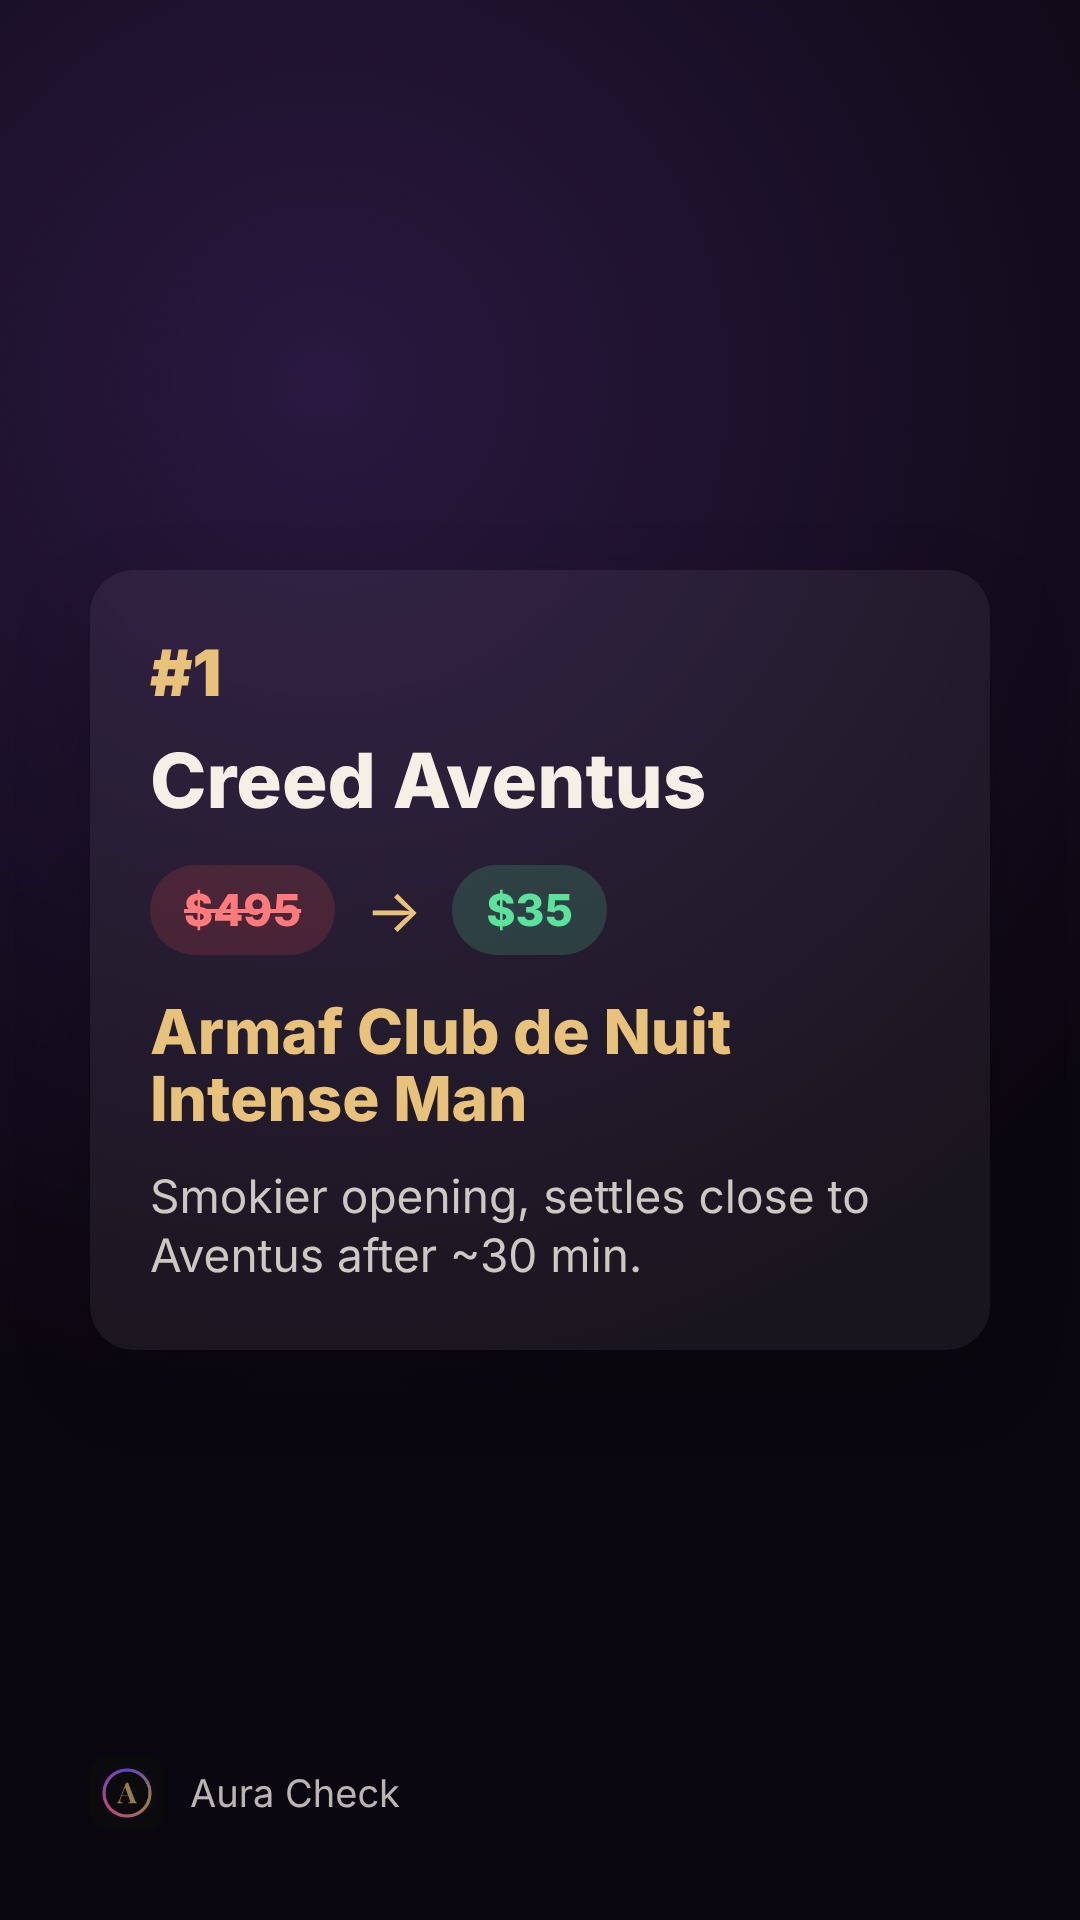 #1
Creed Aventus
$495 → $35
Armaf Club de Nuit
Intense Man
Smokier opening, settles close to
Aventus after ~30 min.
A Aura Check